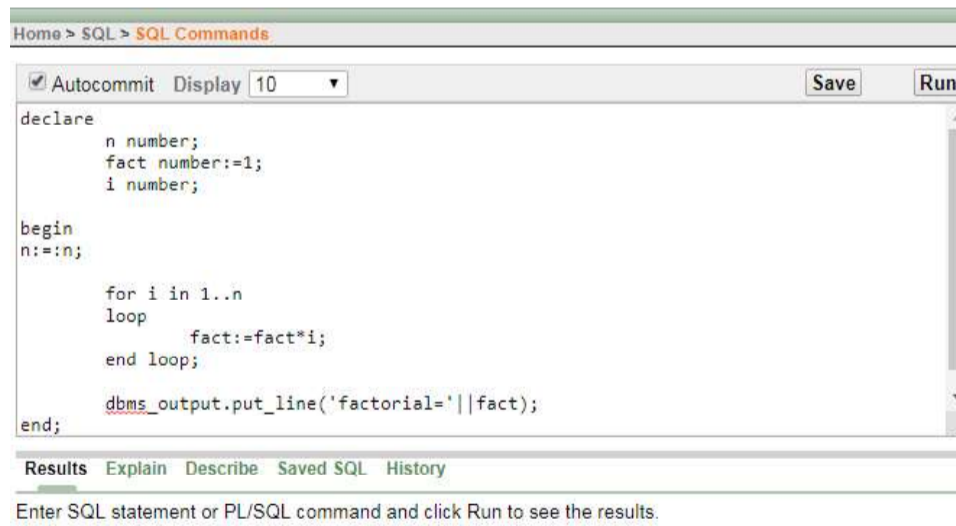 Home > SQL > SQL Commands
Autocommit Display 10 Save Run
declare
n number;
fact number:=1;
i number;
begin
n:=:n;
for i in 1..n
loop
fact:=fact*i;
end loop;
dbms_output.put_line('factorial='||fact);
end;
Results Explain Describe Saved SQL History
Enter SQL statement or PL/SQL command and click Run to see the results.